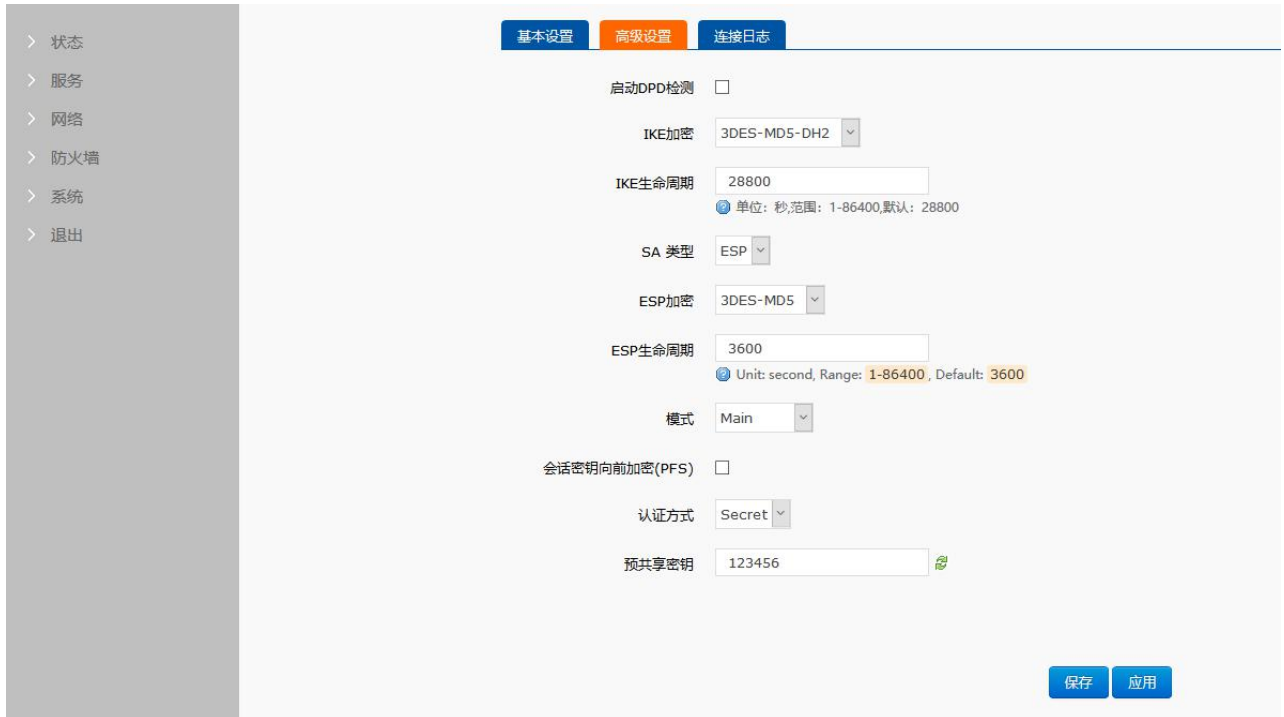 状态
服务
网络
防火墙
系统
退出
基本设置 高级设置 连接日志
启动DPD检测
IKE加密 3DES-MD5-DH2
IKE生命周期 28800
单位：秒,范围：1-86400,默认：28800
SA 类型 ESP
ESP加密 3DES-MD5
ESP生命周期 3600
Unit: second, Range: 1-86400, Default: 3600
模式 Main
会话密钥向前加密(PFS)
认证方式 Secret
预共享密钥 123456
保存 应用